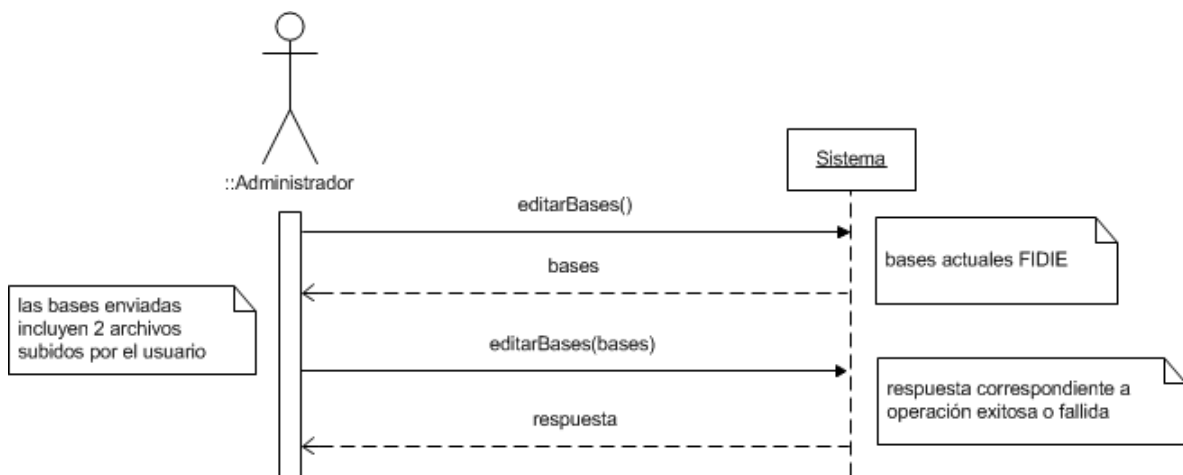 Sistema
::Administrador
editarBases()
bases actuales FIDIE
bases
las bases enviadas
incluyen 2 archivos
subidos por el usuario
editarBases(bases)
respuesta correspondiente a
operación exitosa o fallida
respuesta